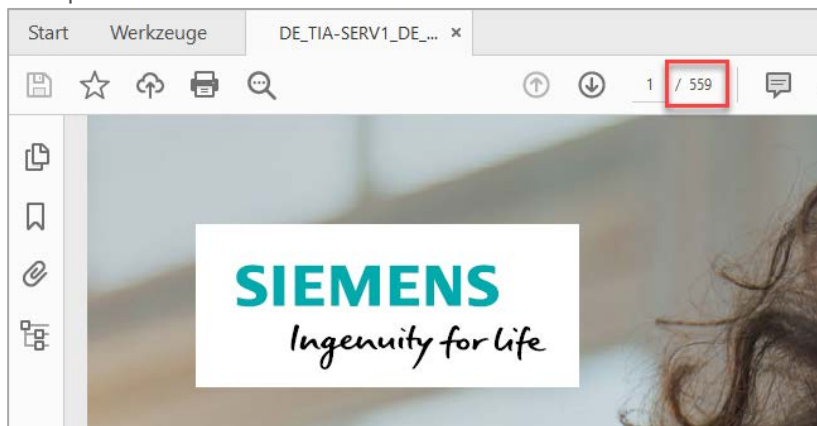 Start Werkzeuge DE_TIA-SERV1_DE_... ×
1 / 559
SIEMENS
Ingenuity for life